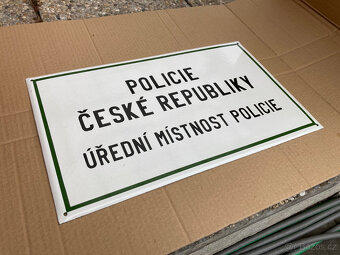 POLICIE
ČESKÉ REPUBLIKY
ÚŘEDNÍ MÍSTNOST POLICIE